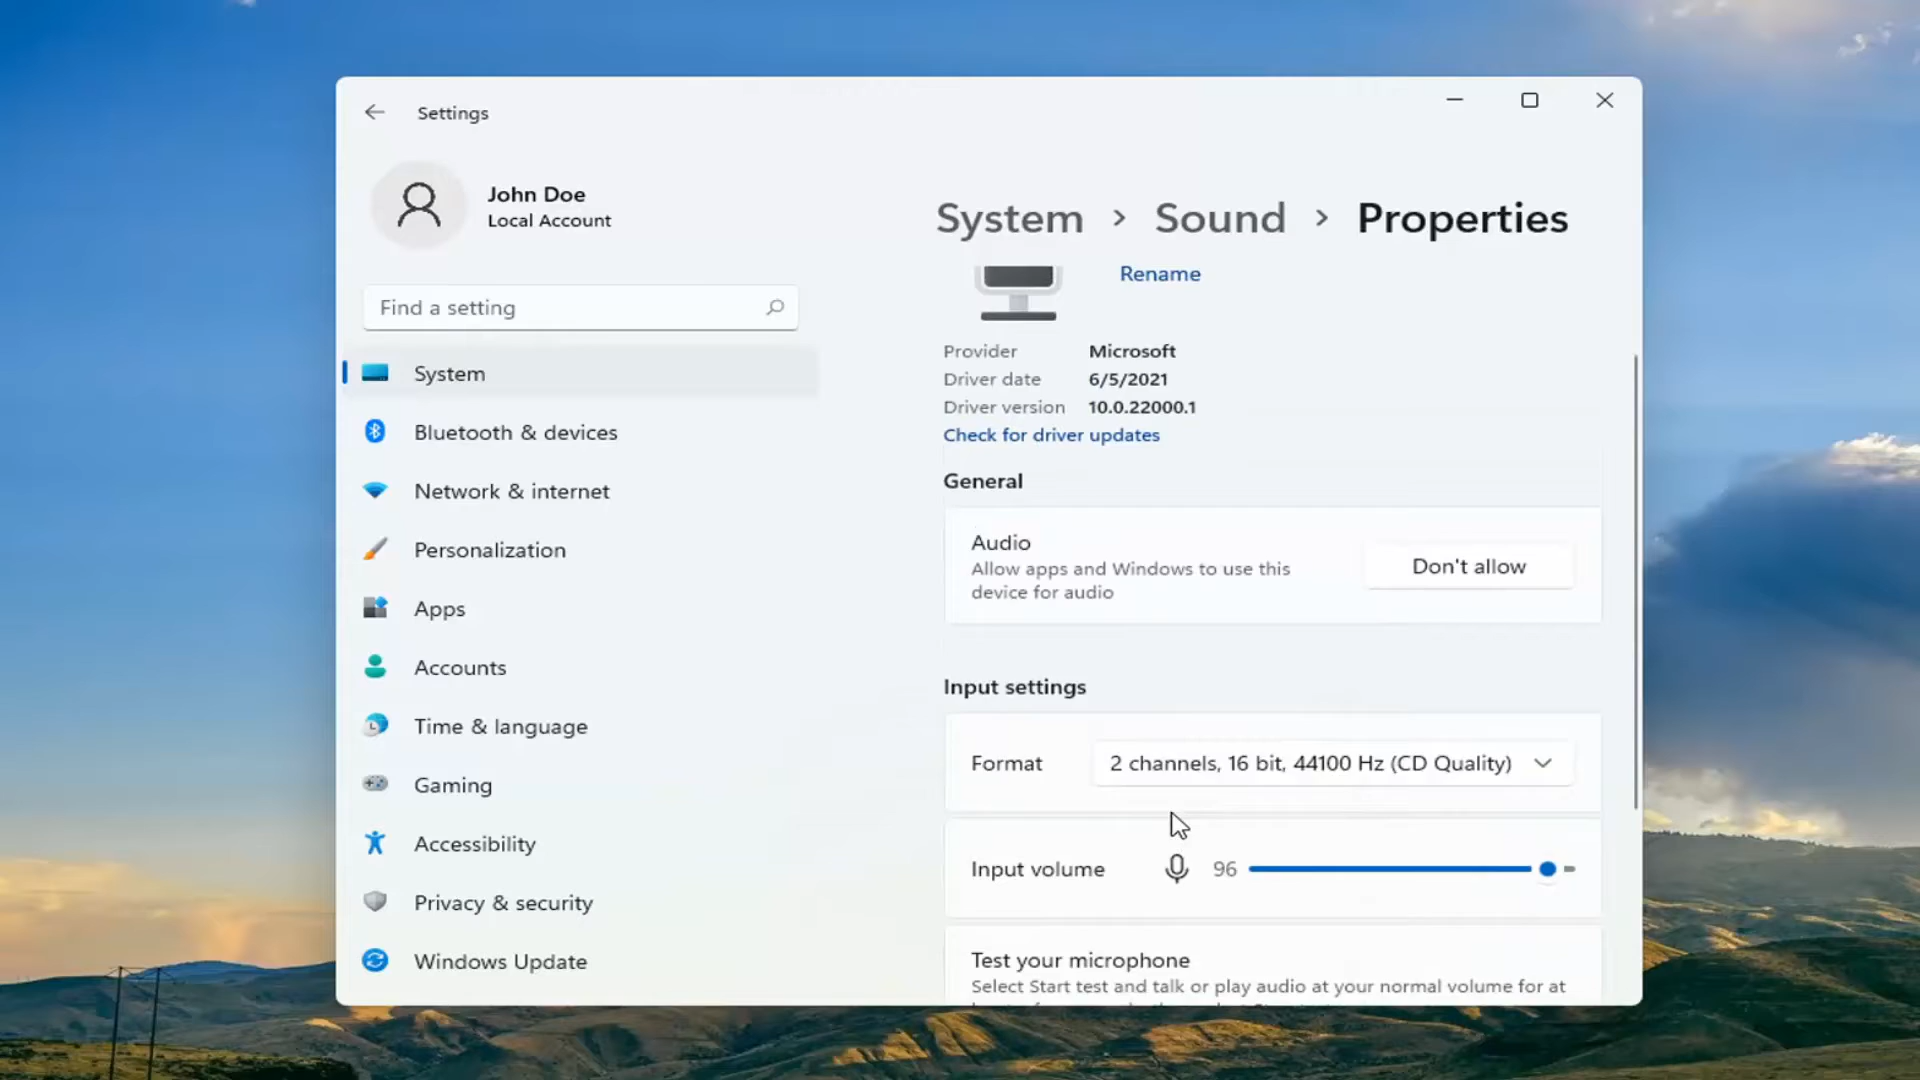 Settings
John Doe
Local Account
Find a setting
System
Bluetooth & devices
Network & internet
Personalization
Apps
Accounts
Time & language
Gaming
Accessibility
Privacy & security
Windows Update
System > Sound > Properties
Rename
Provider Microsoft
Driver date 6/5/2021
Driver version 10.0.22000.1
Check for driver updates
General
Audio
Allow apps and Windows to use this
device for audio
Don't allow
Input settings
Format 2 channels, 16 bit, 44100 Hz (CD Quality)
Input volume 96
Test your microphone
Select Start test and talk or play audio at your normal volume for at